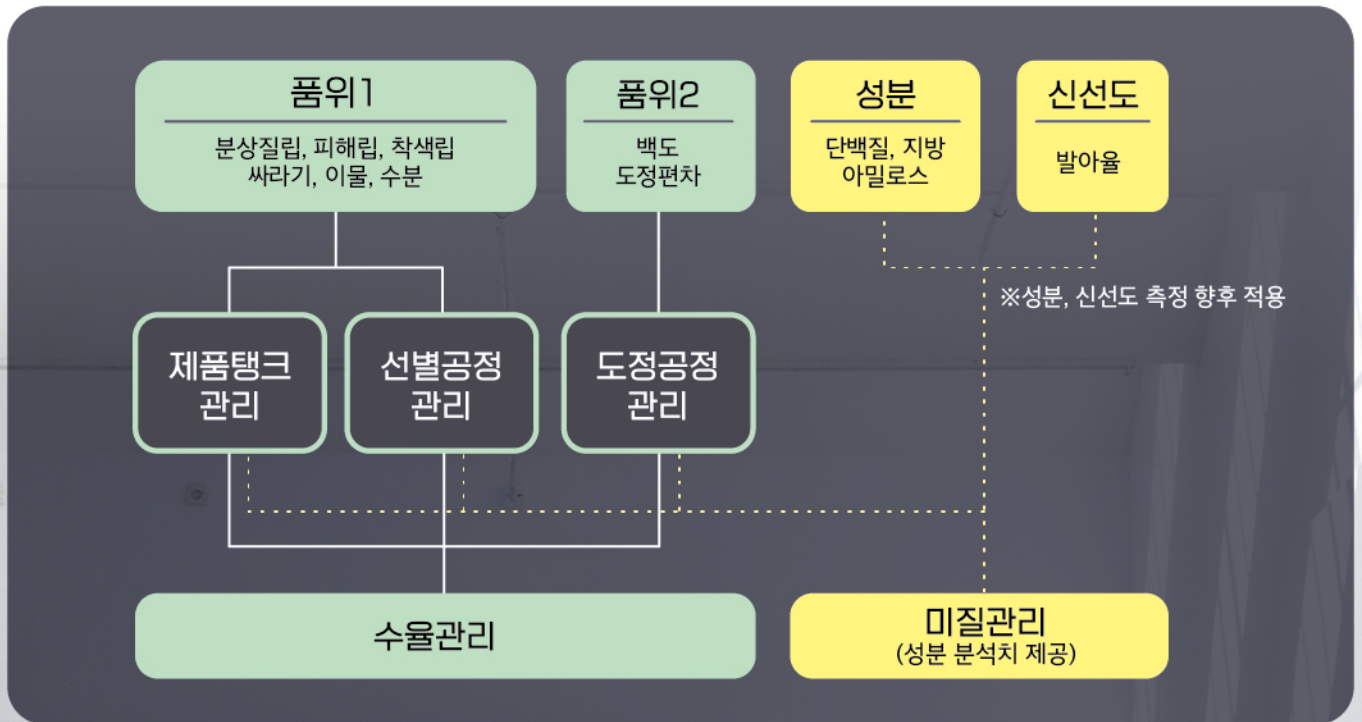 품위1
분상질립, 피해립, 착색립
싸라기, 이물, 수분
품위2
백도
도정편차
성분
단백질, 지방
아밀로스
신선도
발아율
※성분, 신선도 측정 향후 적용
제품탱크
관리
선별공정
관리
도정공정
관리
수율관리
미질관리
(성분 분석치 제공)